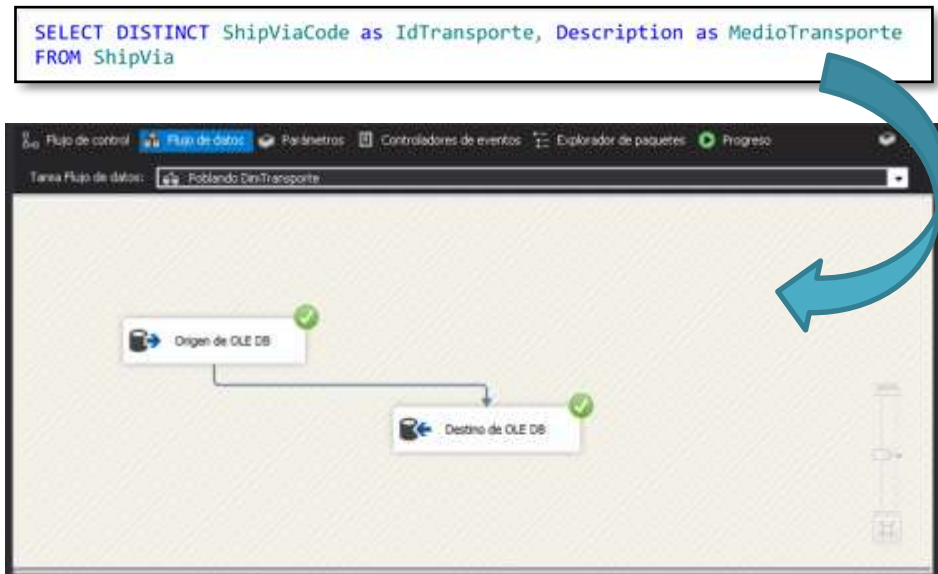 SELECT DISTINCT ShipViaCode as IdTransporte, Description as MedioTransporte
FROM ShipVia
Flujo de control Flujo de datos Parámetros Controladores de eventos Explorador de paquetes Progreso
Tarea Flujo de datos: Poblando DimTransporte
Origen de OLE DB
Destino de OLE DB